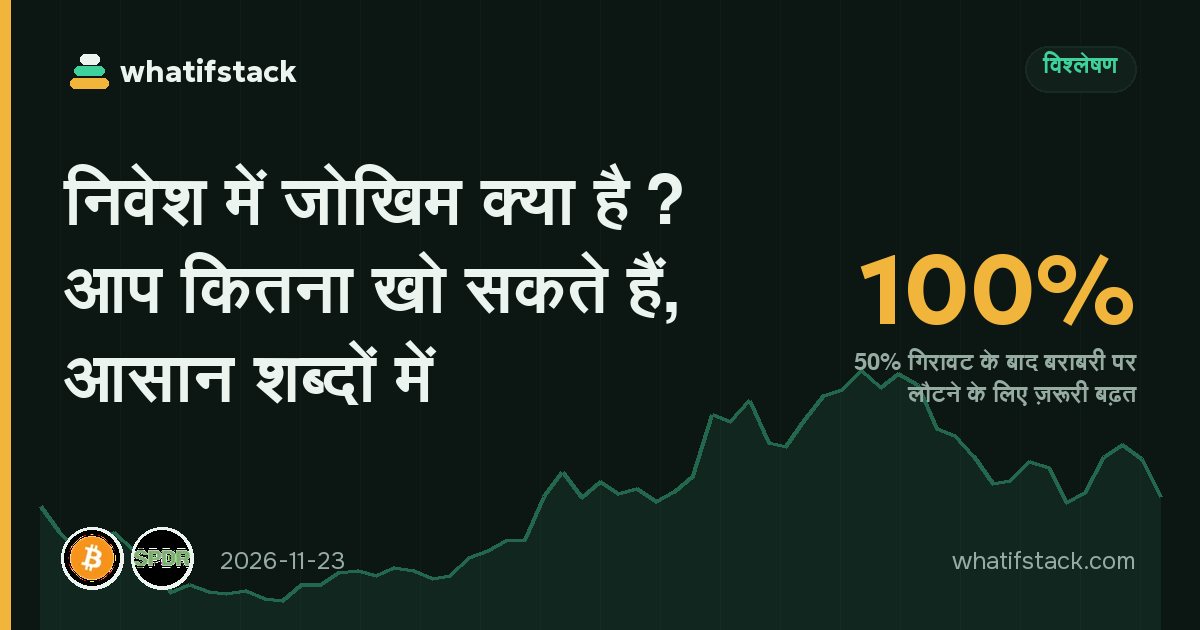 whatifstack
विश्लेषण
निवेश में जोखिम क्या है ?
आप कितना खो सकते हैं,
आसान शब्दों में
100%
50% गिरावट के बाद बराबरी पर
लौटने के लिए ज़रूरी बढ़त
SPDR
2026-11-23
whatifstack.com